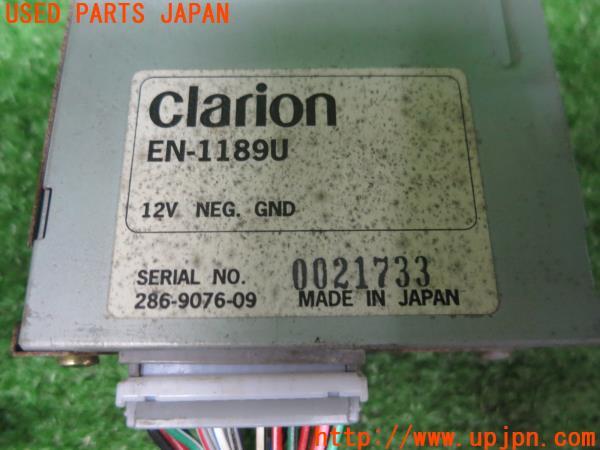 USED PARTS JAPAN
clarion
EN-1189U
12V NEG. GND
SERIAL NO. 0021733
286-9076-09 MADE IN JAPAN
http://www.upjpn.com